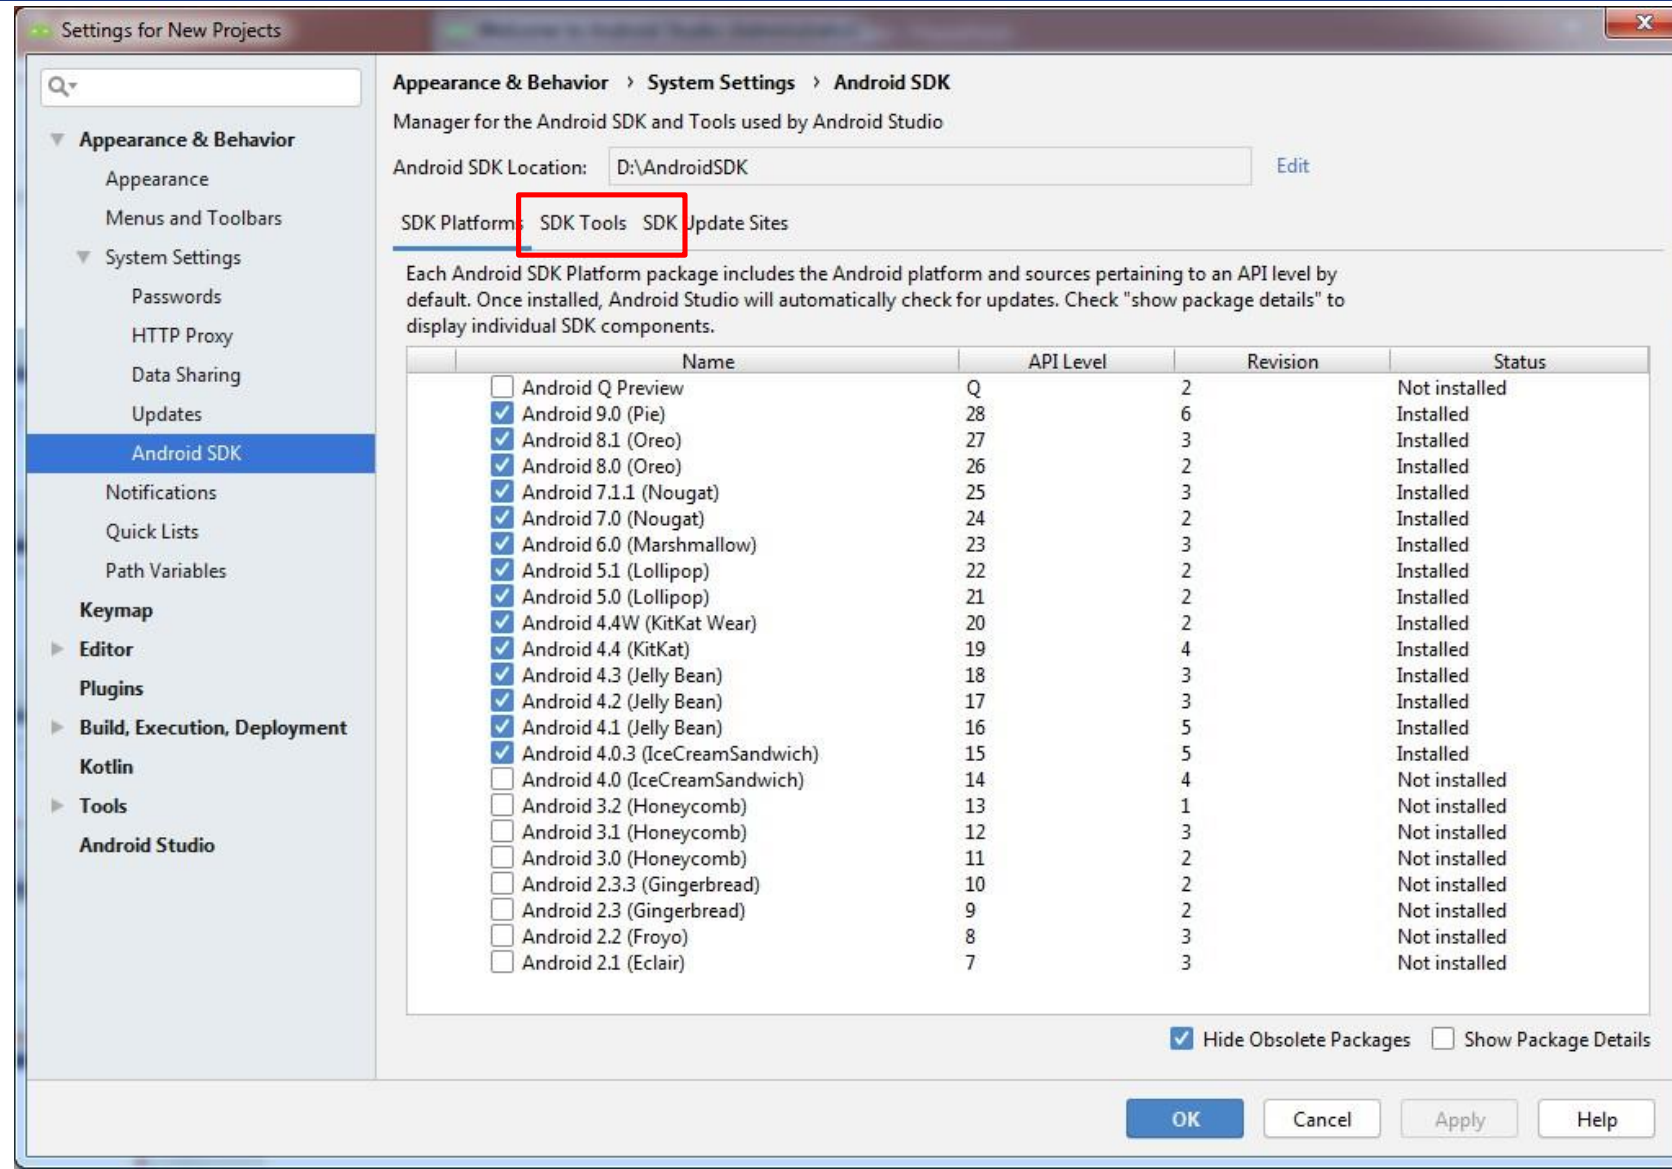 Settings for New Projects
Appearance & Behavior
Appearance
Menus and Toolbars
System Settings
Passwords
HTTP Proxy
Data Sharing
Updates
Android SDK
Notifications
Quick Lists
Path Variables
Keymap
Editor
Plugins
Build, Execution, Deployment
Kotlin
Tools
Android Studio
Appearance & Behavior › System Settings › Android SDK
Manager for the Android SDK and Tools used by Android Studio
Android SDK Location: D:\AndroidSDK Edit
SDK Platforms SDK Tools SDK Update Sites
Each Android SDK Platform package includes the Android platform and sources pertaining to an API level by
default. Once installed, Android Studio will automatically check for updates. Check "show package details" to
display individual SDK components.
Name API Level Revision Status
Android Q Preview Q 2 Not installed
Android 9.0 (Pie) 28 6 Installed
Android 8.1 (Oreo) 27 3 Installed
Android 8.0 (Oreo) 26 2 Installed
Android 7.1.1 (Nougat) 25 3 Installed
Android 7.0 (Nougat) 24 2 Installed
Android 6.0 (Marshmallow) 23 3 Installed
Android 5.1 (Lollipop) 22 2 Installed
Android 5.0 (Lollipop) 21 2 Installed
Android 4.4W (KitKat Wear) 20 2 Installed
Android 4.4 (KitKat) 19 4 Installed
Android 4.3 (Jelly Bean) 18 3 Installed
Android 4.2 (Jelly Bean) 17 3 Installed
Android 4.1 (Jelly Bean) 16 5 Installed
Android 4.0.3 (IceCreamSandwich) 15 5 Installed
Android 4.0 (IceCreamSandwich) 14 4 Not installed
Android 3.2 (Honeycomb) 13 1 Not installed
Android 3.1 (Honeycomb) 12 3 Not installed
Android 3.0 (Honeycomb) 11 2 Not installed
Android 2.3.3 (Gingerbread) 10 2 Not installed
Android 2.3 (Gingerbread) 9 2 Not installed
Android 2.2 (Froyo) 8 3 Not installed
Android 2.1 (Eclair) 7 3 Not installed
Hide Obsolete Packages Show Package Details
OK Cancel Apply Help